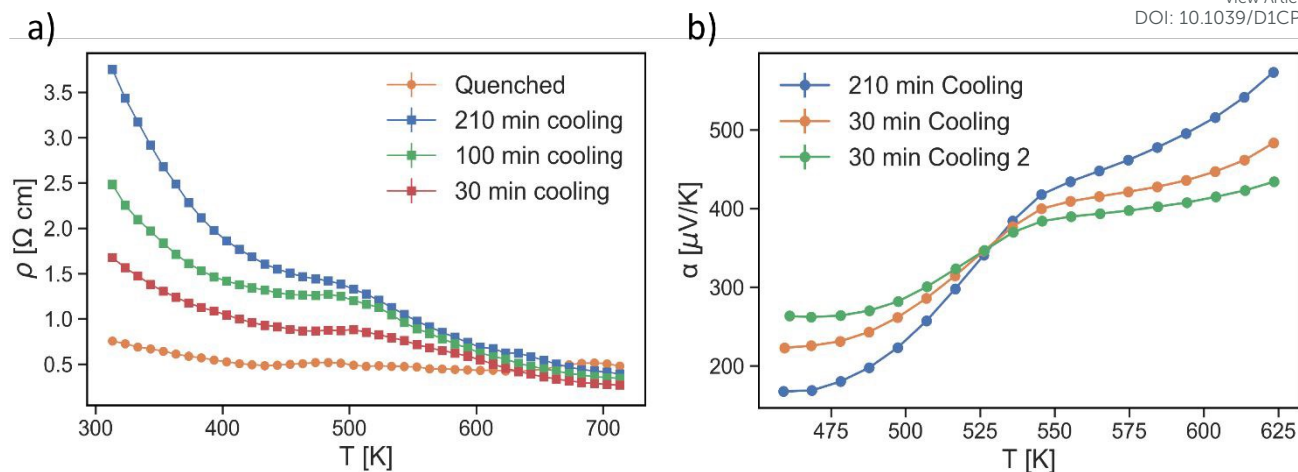 View Artic
DOI: 10.1039/D1CP
a)
3.5
3.0
2.5
2.0
1.5
1.0
0.5
ρ [Ω cm]
Quenched
210 min cooling
100 min cooling
30 min cooling
300 400 500 600 700
T [K]
b)
500
400
300
200
α [μV/K]
210 min Cooling
30 min Cooling
30 min Cooling 2
475 500 525 550 575 600 625
T [K]